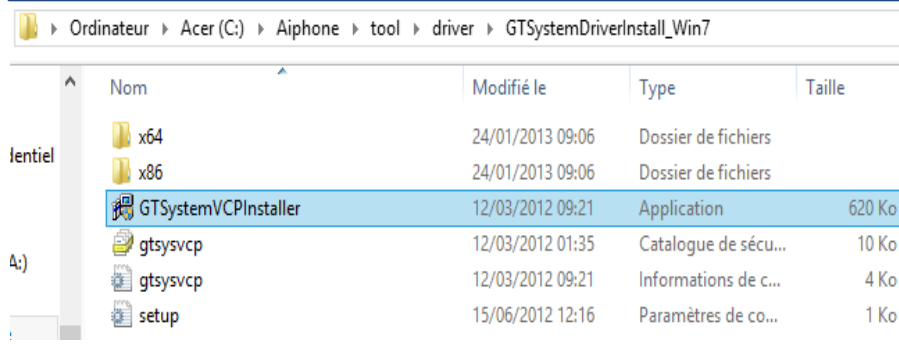 Ordinateur Acer (C:) Aiphone tool driver GTSystemDriverInstall_Win7
Nom Modifié le Type Taille
x64 24/01/2013 09:06 Dossier de fichiers
dentiel
x86 24/01/2013 09:06 Dossier de fichiers
GTSystemVCPInstaller 12/03/2012 09:21 Application 620 Ko
gtsysvcp 12/03/2012 01:35 Catalogue de sécu... 10 Ko
A:)
gtsysvcp 12/03/2012 09:21 Informations de c... 4 Ko
setup 15/06/2012 12:16 Paramètres de co... 1 Ko